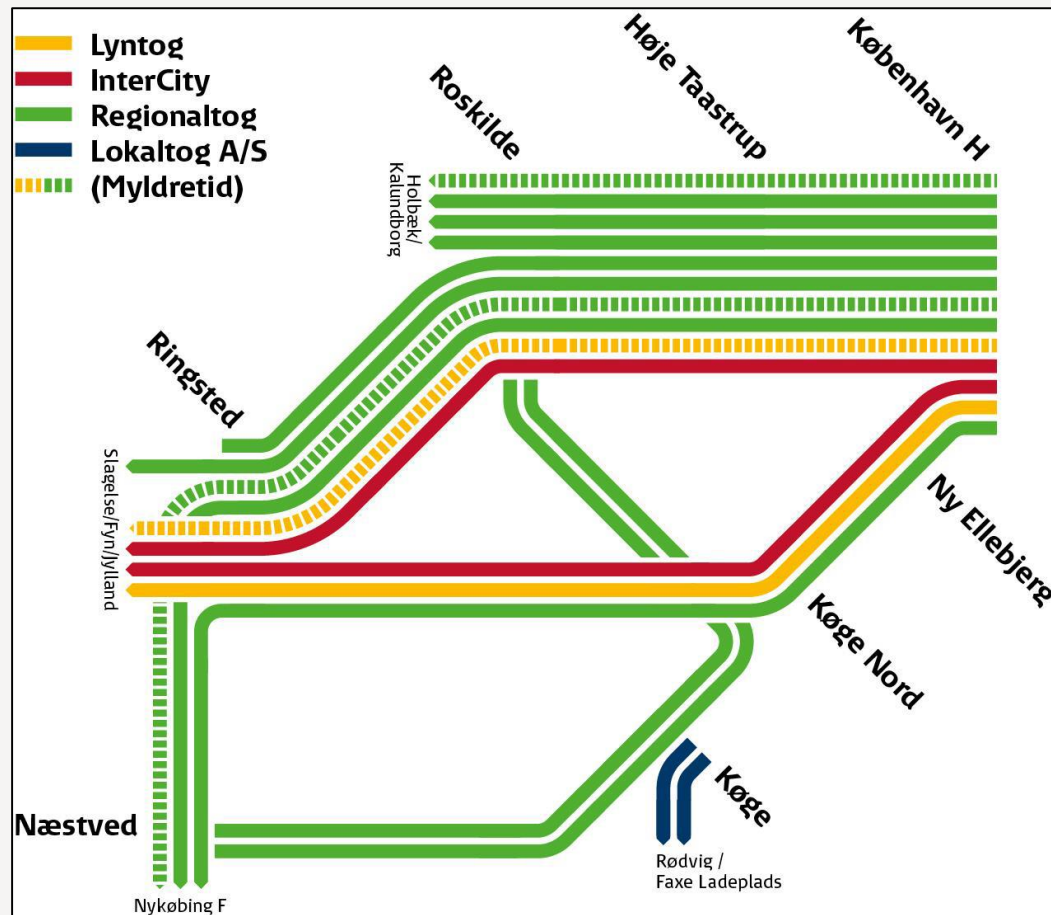 Lyntog
InterCity
Regionaltog
Lokaltog A/S
(Myldretid)
Roskilde
Høje Taastrup
København H
Holbæk/
Kalundborg
Ringsted
Slagelse/Fyn/Jylland
Ny Ellebjerg
Køge Nord
Køge
Næstved
Rødvig /
Faxe Ladeplads
Nykøbing F